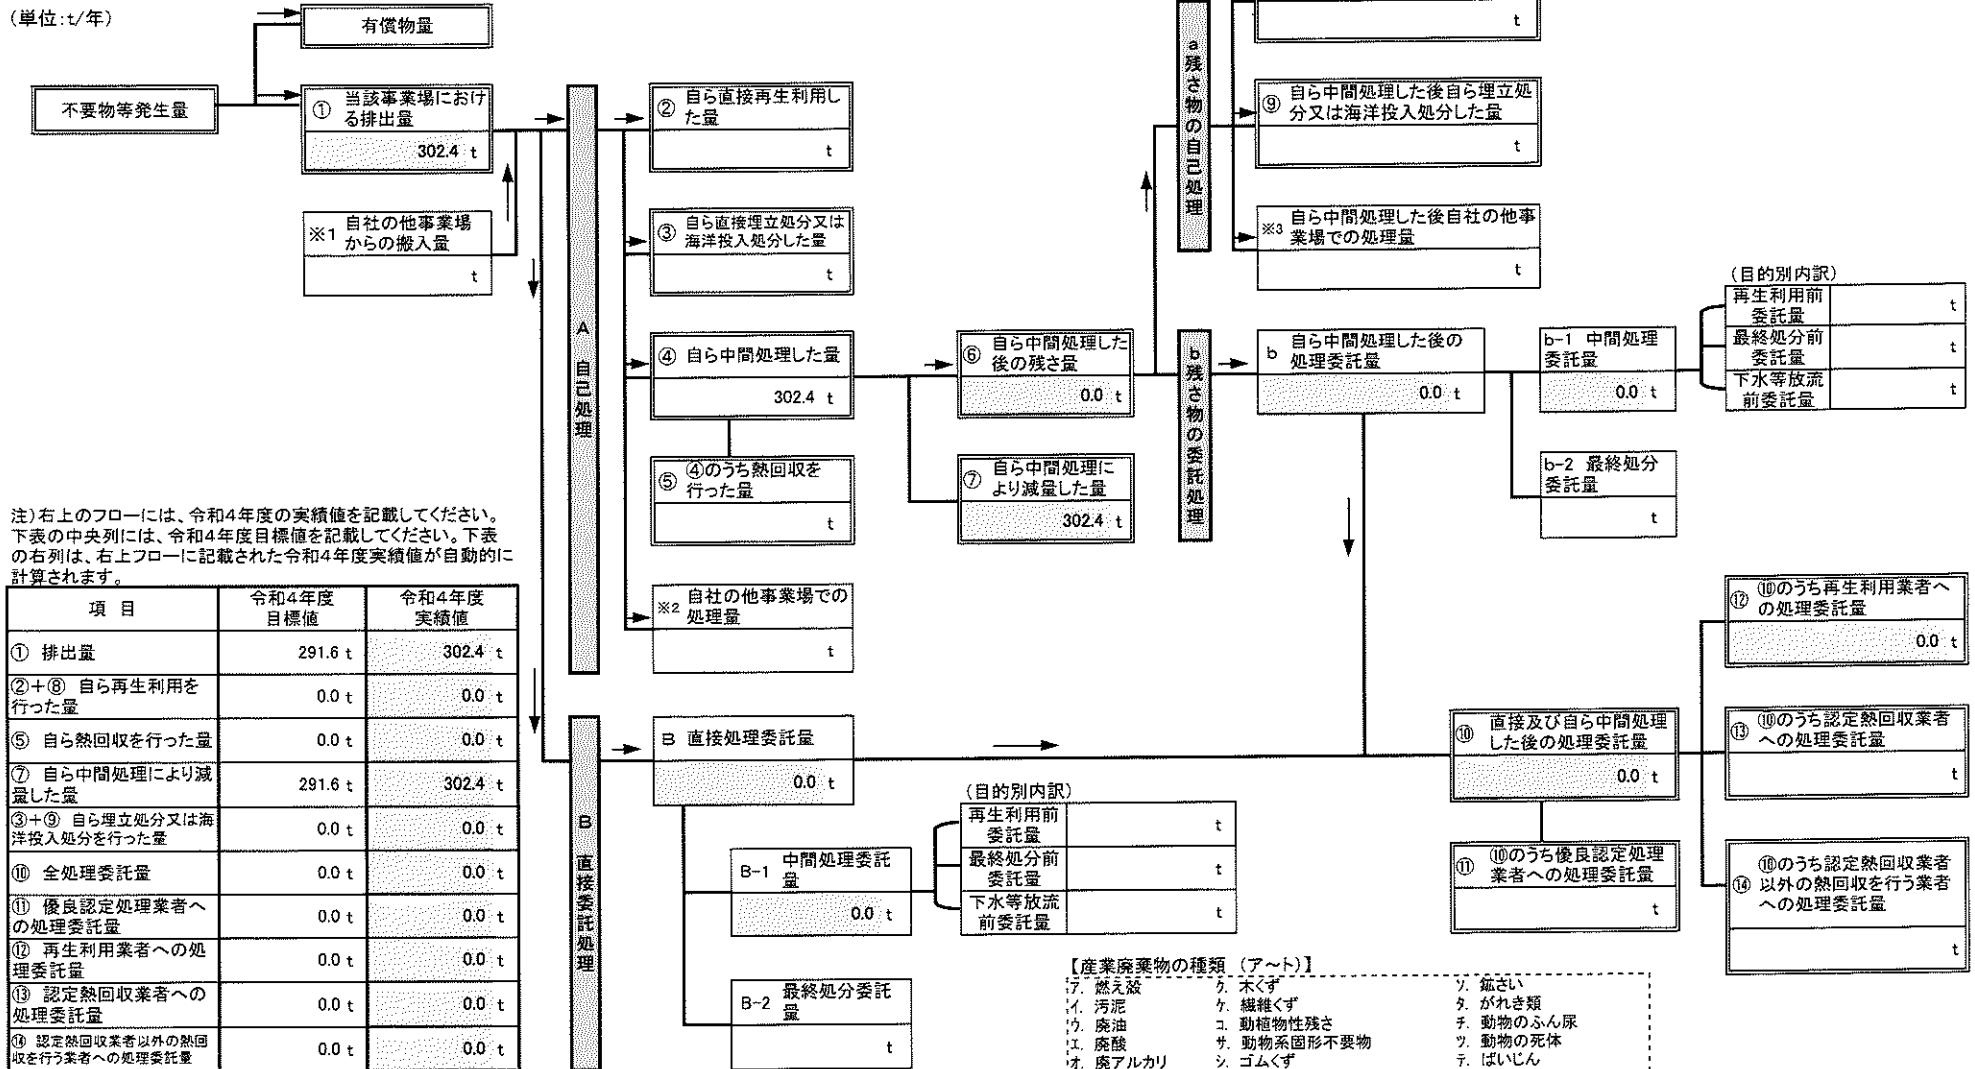 (単位:t/年)
有償物量
不要物等発生量
① 当該事業場におけ
る排出量
302.4 t
※1 自社の他事業場
からの搬入量
t
A 自己処理
② 自ら直接再生利用し
た量
t
③ 自ら直接埋立処分又は
海洋投入処分した量
t
④ 自ら中間処理した量
302.4 t
⑤ ④のうち熱回収を
行った量
t
※2 自社の他事業場での
処理量
t
⑥ 自ら中間処理した
後の残さ量
0.0 t
⑦ 自ら中間処理に
より減量した量
302.4 t
a 残さ物の自己処理
t
⑨ 自ら中間処理した後自ら埋立処
分又は海洋投入処分した量
t
※3 自ら中間処理した後自社の他事
業場での処理量
t
b 残さ物の委託処理
b 自ら中間処理した後の
処理委託量
0.0 t
b-1 中間処理
委託量
0.0 t
(目的別内訳)
再生利用前
委託量 t
最終処分前
委託量 t
下水等放流
前委託量 t
b-2 最終処分
委託量
t
注)右上のフローには、令和4年度の実績値を記載してください。
下表の中央列には、令和4年度目標値を記載してください。下表
の右列は、右上フローに記載された令和4年度実績値が自動的に
計算されます。
項 目 令和4年度 目標値 令和4年度 実績値
① 排出量 291.6 t 302.4 t
②+⑧ 自ら再生利用を
行った量 0.0 t 0.0 t
⑤ 自ら熱回収を行った量 0.0 t 0.0 t
⑦ 自ら中間処理により減
量した量 291.6 t 302.4 t
③+⑨ 自ら埋立処分又は海
洋投入処分を行った量 0.0 t 0.0 t
⑩ 全処理委託量 0.0 t 0.0 t
⑪ 優良認定処理業者へ
の処理委託量 0.0 t 0.0 t
⑫ 再生利用業者への処
理委託量 0.0 t 0.0 t
⑬ 認定熱回収業者への
処理委託量 0.0 t 0.0 t
⑭ 認定熱回収業者以外の熱回
収を行う業者への処理委託量 0.0 t 0.0 t
B 直接委託処理
B 直接処理委託量
0.0 t
B-1 中間処理委託
量
0.0 t
(目的別内訳)
再生利用前
委託量 t
最終処分前
委託量 t
下水等放流
前委託量 t
B-2 最終処分委託
量
t
⑩ 直接及び自ら中間処理
した後の処理委託量
0.0 t
⑪ ⑩のうち優良認定処理
業者への処理委託量
t
⑫ ⑩のうち再生利用業者へ
の処理委託量
0.0 t
⑬ ⑩のうち認定熱回収業者
への処理委託量
t
⑭ ⑩のうち認定熱回収業者
以外の熱回収を行う業者
への処理委託量
t
【産業廃棄物の種類 (ア~ト)】
ア. 燃え殻 ク. 木くず ソ. 鉱さい
イ. 汚泥 ケ. 繊維くず タ. がれき類
ウ. 廃油 コ. 動植物性残さ チ. 動物のふん尿
エ. 廃酸 サ. 動物系固形不要物 ツ. 動物の死体
オ. 廃アルカリ シ. ゴムくず テ. ばいじん